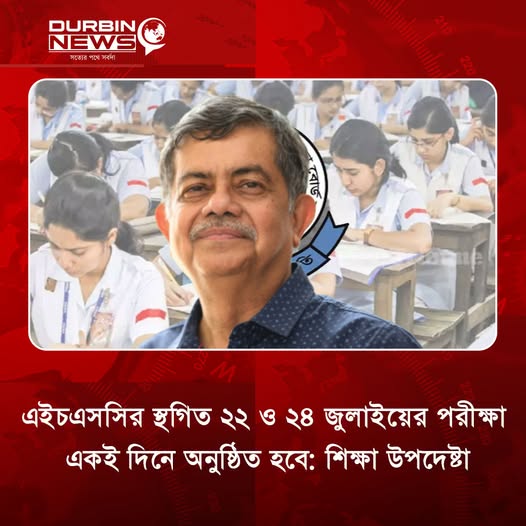 DURBIN
NEWS
সত্যের পথে সর্বদা
বোর্ড
এইচএসসির স্থগিত ২২ ও ২৪ জুলাইয়ের পরীক্ষা
একই দিনে অনুষ্ঠিত হবে: শিক্ষা উপদেষ্টা